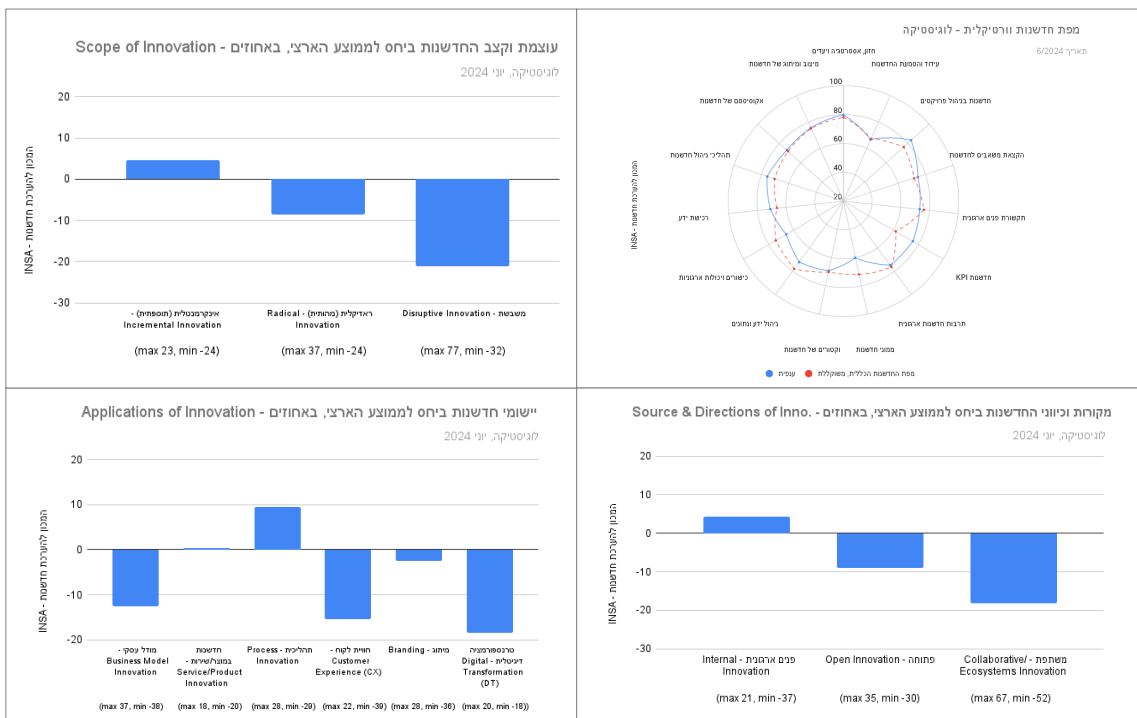 עוצמת וקצב החדשנות ביחס לממוצע הארצי, באחוזים - Scope of Innovation
לוגיסטיקה, יוני 2024
המכון להערכת חדשנות - INSA
20
10
0
-10
-20
-30
אינקרמנטלית (תוספתית) - Incremental Innovation
(max 23, min -24)
ראדיקלית (מהותית) - Radical Innovation
(max 37, min -24)
משבשת - Disruptive Innovation
(max 77, min -32)
מפת חדשנות וורטיקלית - לוגיסטיקה
תאריך 6/2024
המכון להערכת חדשנות - INSA
100
80
60
40
20
חזון, אסטרטגיה ויעדים
עידוד והטמעת החדשנות
חדשנות בניהול פרויקטים
הקצאת משאבים לחדשנות
תקשורת פנים ארגונית
חדשנות KPI
תרבות חדשנות ארגונית
ממוני חדשנות
וקטורים של חדשנות
ניהול ידע ונתונים
כישורים ויכולות ארגוניות
רכישת ידע
תהליכי ניהול חדשנות
אקוסיסטם של חדשנות
מיצוב ומיתוג של חדשנות
ענפית
מפת החדשנות הכללית, משוקללת
יישומי חדשנות ביחס לממוצע הארצי, באחוזים - Applications of Innovation
לוגיסטיקה, יוני 2024
המכון להערכת חדשנות - INSA
20
10
0
-10
-20
מודל עסקי - Business Model Innovation
(max 37, min -38)
חדשנות במוצר/שירות - Service/Product Innovation
(max 18, min -20)
תהליכית - Process Innovation
(max 28, min -29)
חוויית לקוח - Customer Experience (CX)
(max 22, min -39)
מיתוג - Branding
(max 28, min -36)
טרנספורמציה דיגיטלית - Digital Transformation (DT)
(max 20, min -18))
מקורות וכיווני החדשנות ביחס לממוצע הארצי, באחוזים - Source & Directions of Inno.
לוגיסטיקה, יוני 2024
המכון להערכת חדשנות - INSA
20
10
0
-10
-20
-30
פנים ארגונית - Internal Innovation
(max 21, min -37)
פתוחה - Open Innovation
(max 35, min -30)
משתפת - Collaborative/ Ecosystems Innovation
(max 67, min -52)